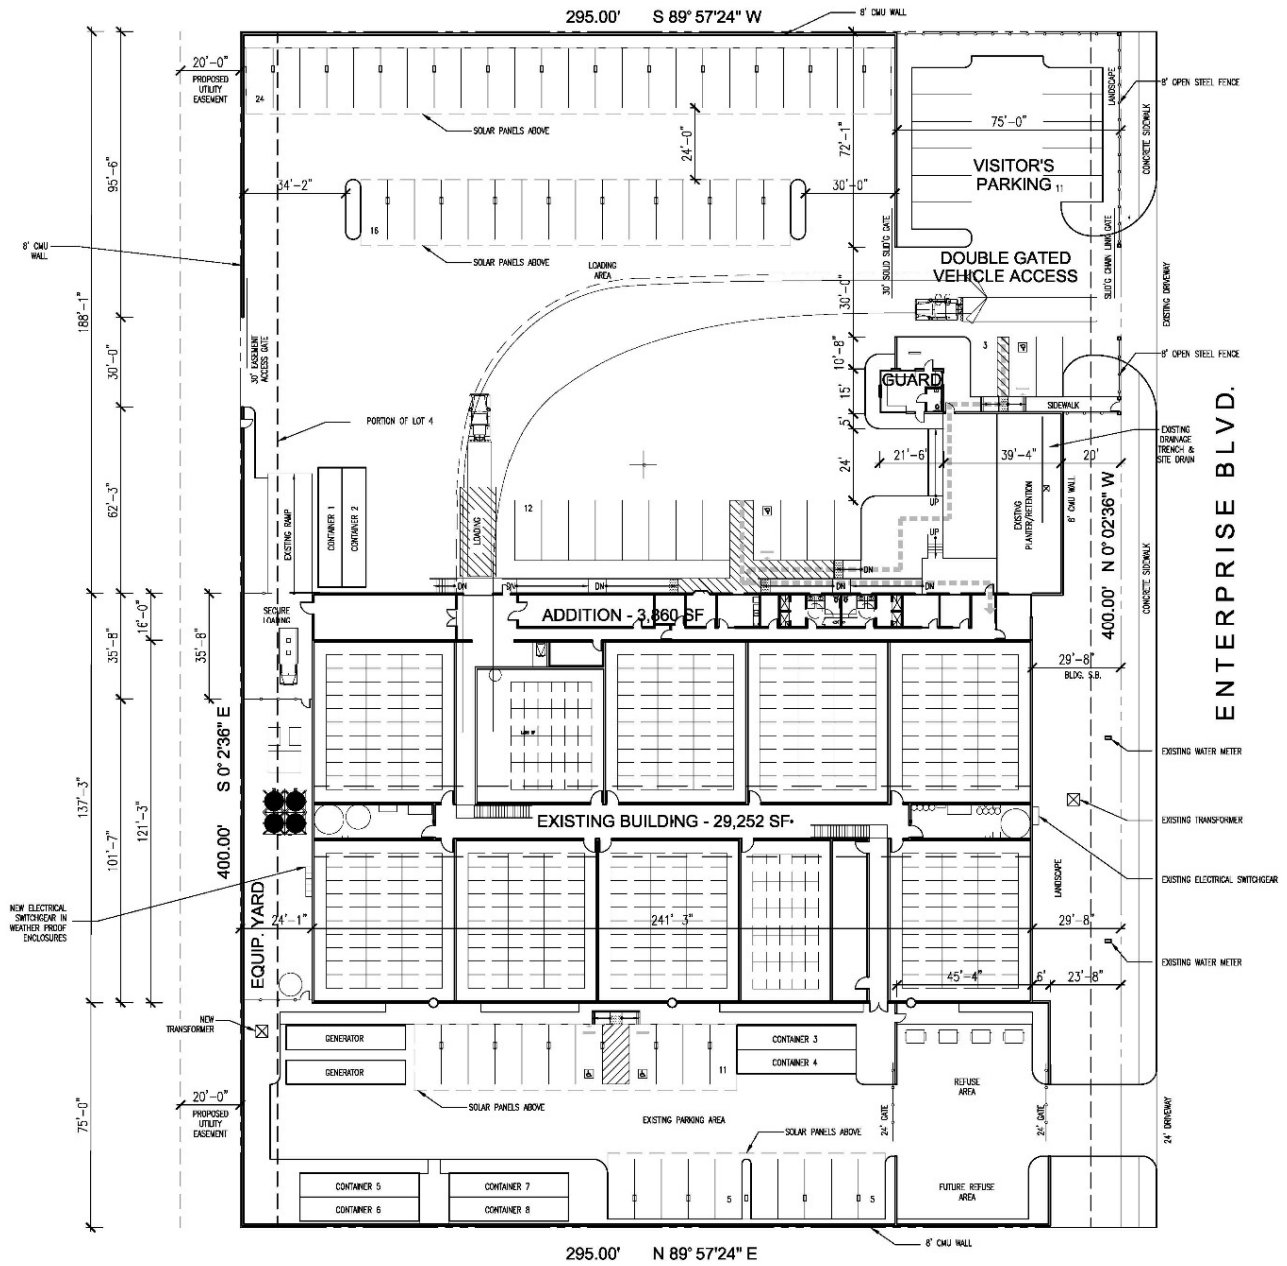 295.00' S 89° 57'24" W
8' CMU WALL
20'-0"
PROPOSED
UTILITY
EASEMENT
24
SOLAR PANELS ABOVE
24'-0"
72'-1"
75'-0"
LANDSCAPE
8' OPEN STEEL FENCE
CONCRETE SIDEWALK
VISITOR'S
PARKING 11
95'-6"
34'-2"
30'-0"
16
SOLAR PANELS ABOVE
8' CMU
WALL
LOADING
AREA
30' SOLID SLID'G GATE
DOUBLE GATED
VEHICLE ACCESS
SLID'G CHAIN LINK GATE
EXISTING DRIVEWAY
188'-1"
30'-0"
30'-0"
30' EASEMENT
ACCESS GATE
10'-8"
3
8' OPEN STEEL FENCE
GUARD
15'
SIDEWALK
5'
PORTION OF LOT 4
EXISTING
DRAINAGE
TRENCH &
SITE DRAIN
24'
21'-6"
39'-4"
20'
62'-3"
EXISTING RAMP
CONTAINER 1
CONTAINER 2
LOADING
12
UP
UP
EXISTING
PLANTER/RETENTION
8' CMU WALL
400.00' N 0° 02'36" W
ENTERPRISE BLVD.
CONCRETE SIDEWALK
DN
DN
DN
DN
DN
DN
16'-0"
35'-8"
35'-8"
SECURE
LOADING
ADDITION - 3,860 SF
29'-8"
BLDG. S.B.
400.00' S 0° 2'36" E
EXISTING WATER METER
137'-3"
121'-3"
101'-7"
EXISTING BUILDING - 29,252 SF
EXISTING TRANSFORMER
EXISTING ELECTRICAL SWITCHGEAR
LANDSCAPE
NEW ELECTRICAL
SWITCHGEAR IN
WEATHER PROOF
ENCLOSURES
EQUIP. YARD
24'-1"
241'-3"
29'-8"
EXISTING WATER METER
45'-4"
6'
23'-8"
NEW
TRANSFORMER
GENERATOR
GENERATOR
CONTAINER 3
CONTAINER 4
11
REFUSE
AREA
20'-0"
PROPOSED
UTILITY
EASEMENT
75'-0"
SOLAR PANELS ABOVE
EXISTING PARKING AREA
SOLAR PANELS ABOVE
24' GATE
24' GATE
24' DRIVEWAY
CONTAINER 5
CONTAINER 6
CONTAINER 7
CONTAINER 8
5
5
FUTURE REFUSE
AREA
8' CMU WALL
295.00' N 89° 57'24" E